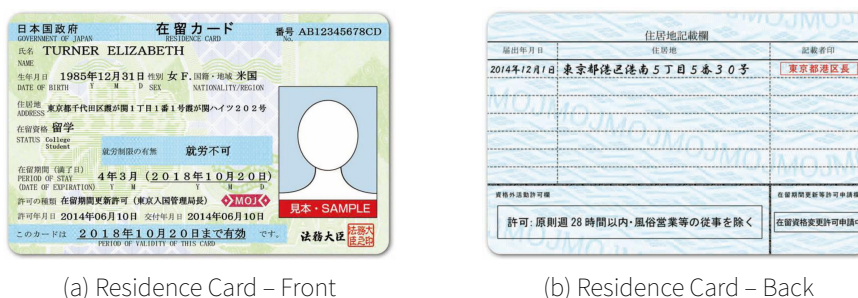 日本国政府 在留カード 番号 AB12345678CD
GOVERNMENT OF JAPAN RESIDENCE CARD No.
氏名 TURNER ELIZABETH
NAME
生年月日 1985年12月31日 性別 女 F. 国籍・地域 米国
DATE OF BIRTH Y M D SEX NATIONALITY/REGION
住居地 東京都千代田区霞が関1丁目1番1号霞が関ハイツ202号
ADDRESS
在留資格 留学
STATUS College
Student
就労制限の有無 就労不可
在留期間(満了日) 4年3月(2018年10月20日)
PERIOD OF STAY
(DATE OF EXPIRATION) Y M Y M D
許可の種類 在留期間更新許可(東京入国管理局長) MOJ
見本・SAMPLE
許可年月日 2014年06月10日 交付年月日 2014年06月10日
このカードは 2018年10月20日まで有効 です。 法務大臣
PERIOD OF VALIDITY OF THIS CARD
(a) Residence Card – Front
住居地記載欄
届出年月日 住居地 記載者印
2014年12月1日 東京都港区港南5丁目5番30号 東京都港区長
MOJMOJMOJMOJ
資格外活動許可欄 在留期間更新等許可申請欄
許可:原則週28時間以内・風俗営業等の従事を除く 在留資格変更許可申請中
(b) Residence Card – Back